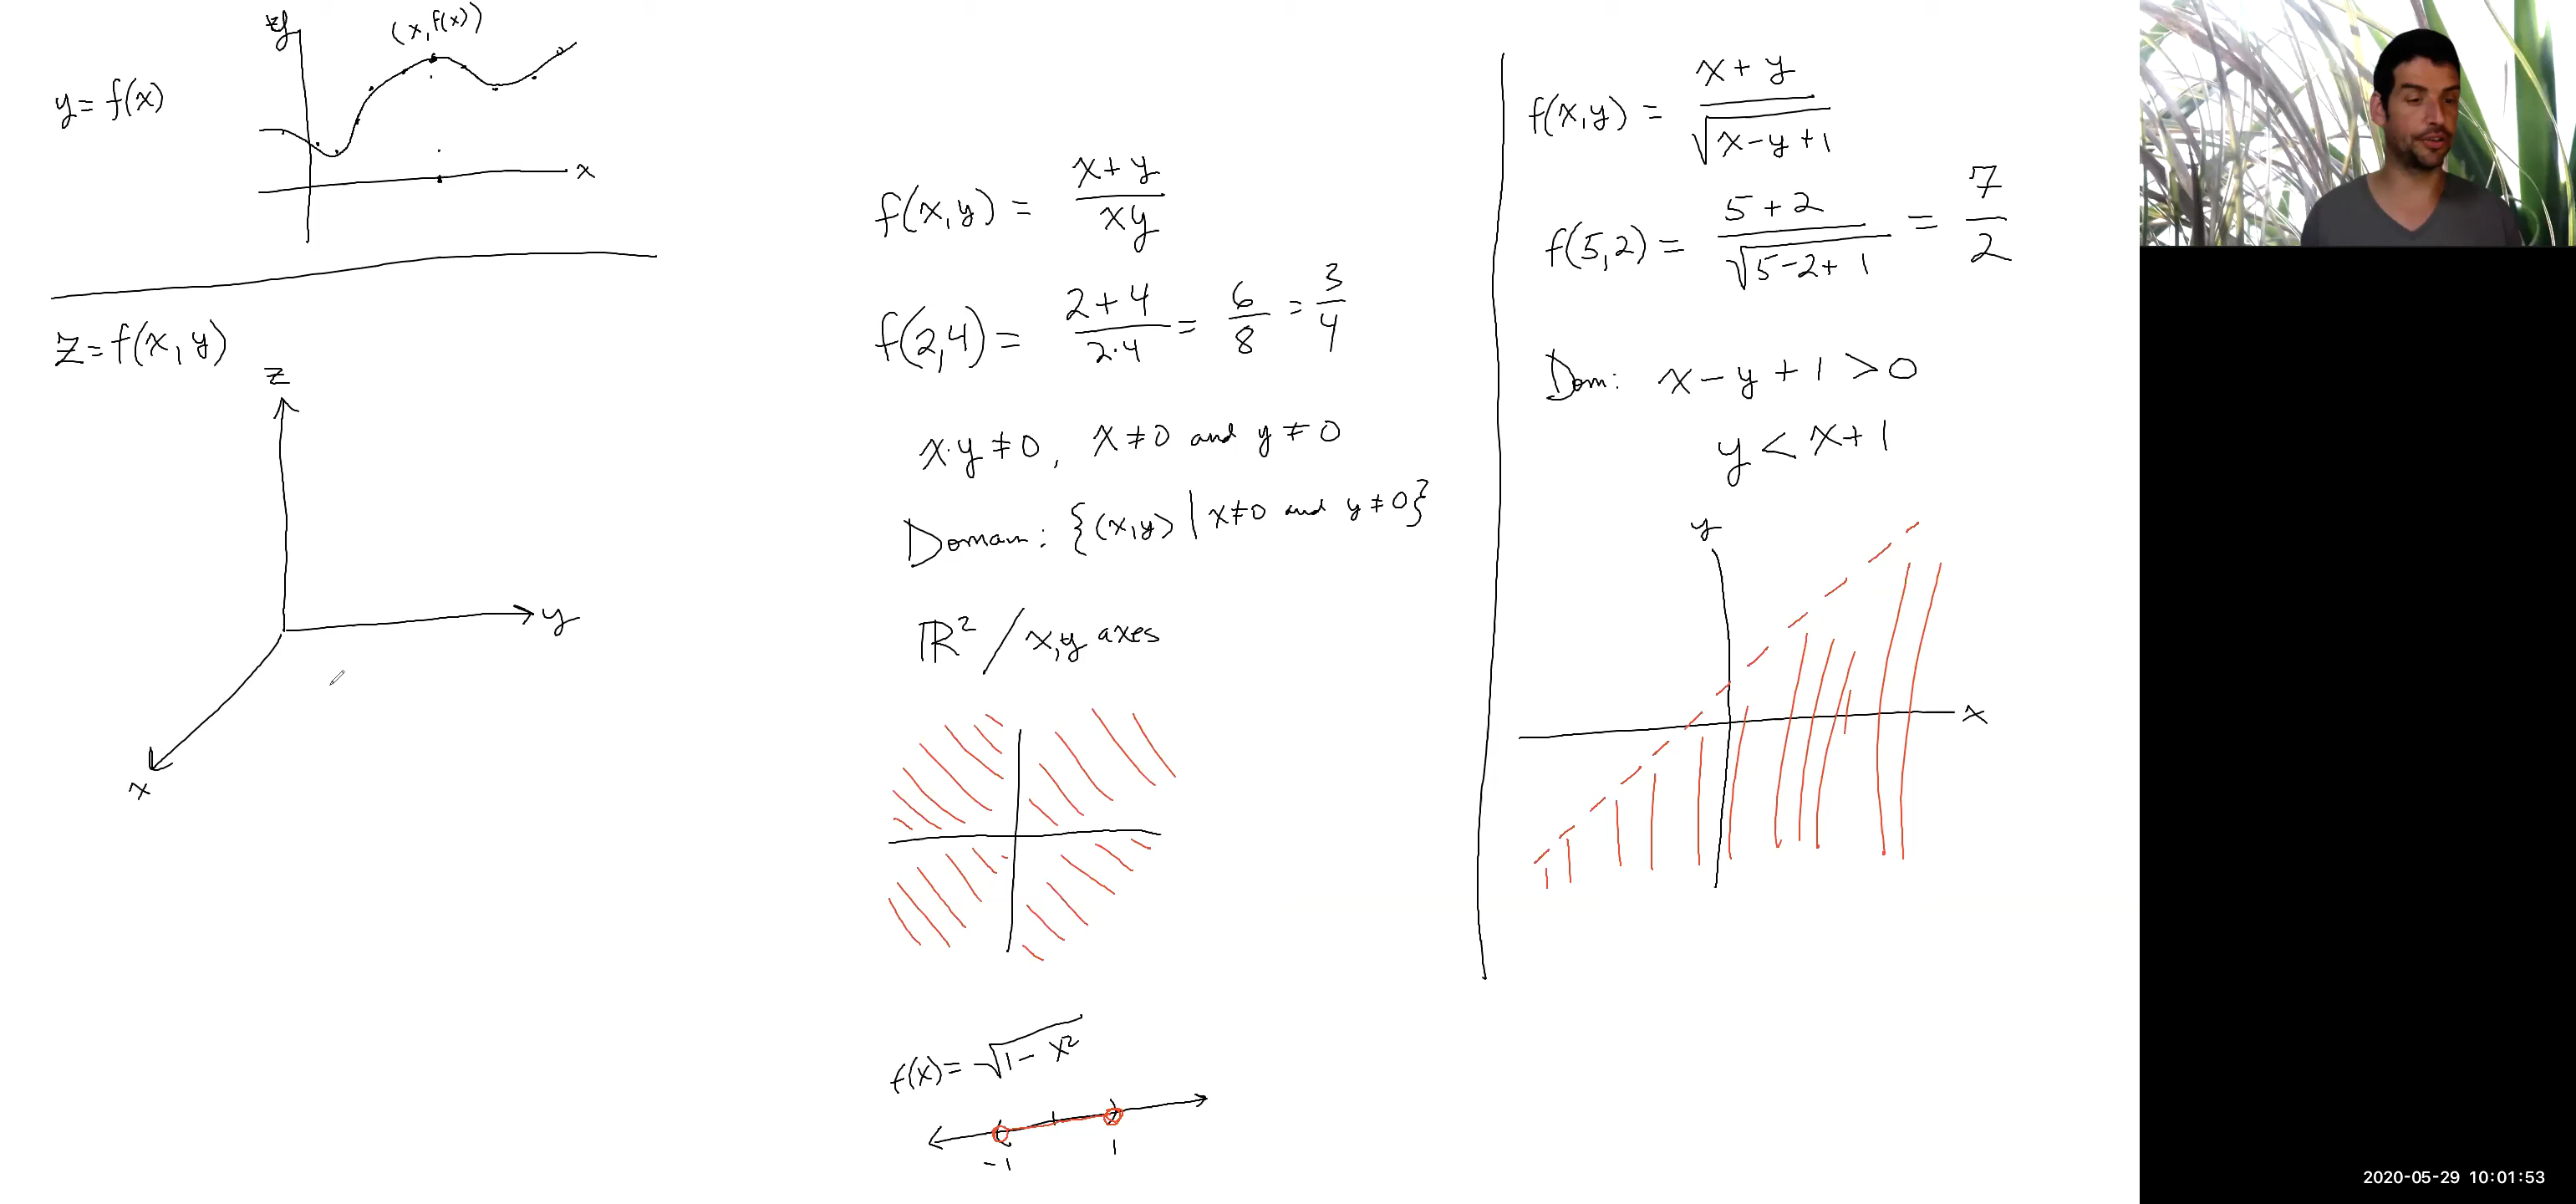 y
(x, f(x))
y = f(x)
x
z = f(x, y)
z
y
x
f(x,y) = x + y / xy
f(2,4) = 2 + 4 / 2·4 = 6/8 = 3/4
x·y ≠ 0, x ≠ 0 and y ≠ 0
Domain: {(x,y) | x ≠ 0 and y ≠ 0}
ℝ² / x,y axes
f(x) = √(1 - x²)
-1 1
f(x,y) = x + y / √(x - y + 1)
f(5,2) = 5 + 2 / √(5 - 2 + 1) = 7/2
Dom: x - y + 1 > 0
y < x + 1
y
x
2020-05-29 10:01:53